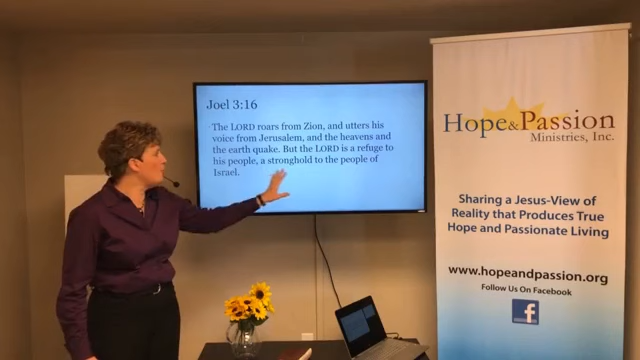 Joel 3:16
The LORD roars from Zion, and utters his
voice from Jerusalem, and the heavens and
the earth quake. But the LORD is a refuge to
his people, a stronghold to the people of
Israel.
Hope&Passion
Ministries, Inc.
Sharing a Jesus-View of
Reality that Produces True
Hope and Passionate Living
www.hopeandpassion.org
Follow Us On Facebook
f